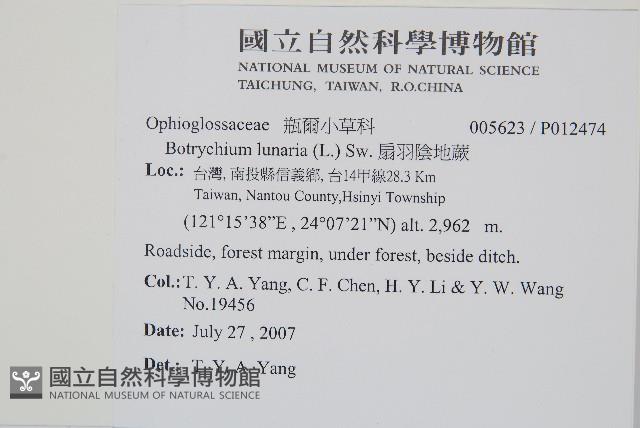 國立自然科學博物館
NATIONAL MUSEUM OF NATURAL SCIENCE
TAICHUNG, TAIWAN, R.O.CHINA
Ophioglossaceae 瓶爾小草科 005623 / P012474
Botrychium lunaria (L.) Sw. 扇羽陰地蕨
Loc.: 台灣, 南投縣信義鄉, 台14甲線28.3 Km
Taiwan, Nantou County,Hsinyi Township
(121°15’38”E , 24°07’21”N) alt. 2,962 m.
Roadside, forest margin, under forest, beside ditch.
Col.: T. Y. A. Yang, C. F. Chen, H. Y. Li & Y. W. Wang
No.19456
Date: July 27 , 2007
Det.: T. Y. A. Yang
國立自然科學博物館
NATIONAL MUSEUM OF NATURAL SCIENCE